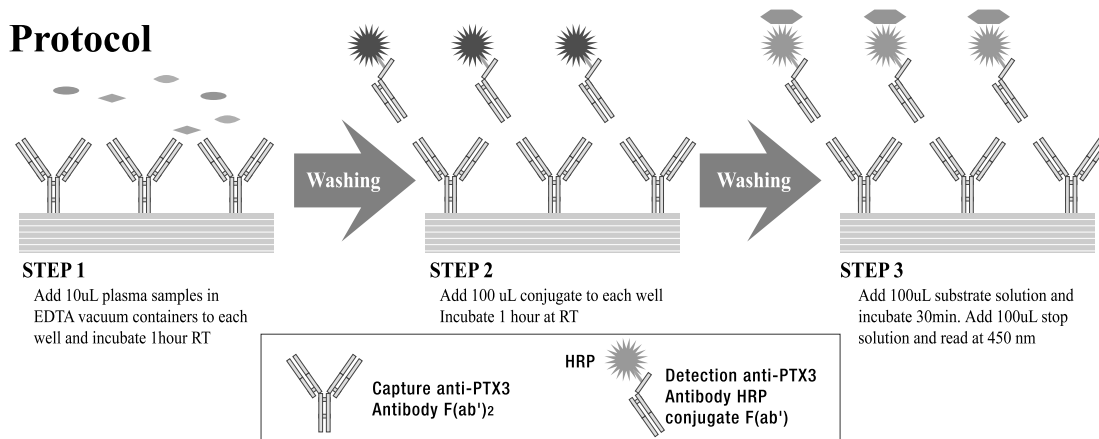 Protocol
Washing
Washing
STEP 1
Add 10uL plasma samples in
EDTA vacuum containers to each
well and incubate 1hour RT
STEP 2
Add 100 uL conjugate to each well
Incubate 1 hour at RT
STEP 3
Add 100uL substrate solution and
incubate 30min. Add 100uL stop
solution and read at 450 nm
Capture anti-PTX3
Antibody F(ab')2
HRP
Detection anti-PTX3
Antibody HRP
conjugate F(ab')